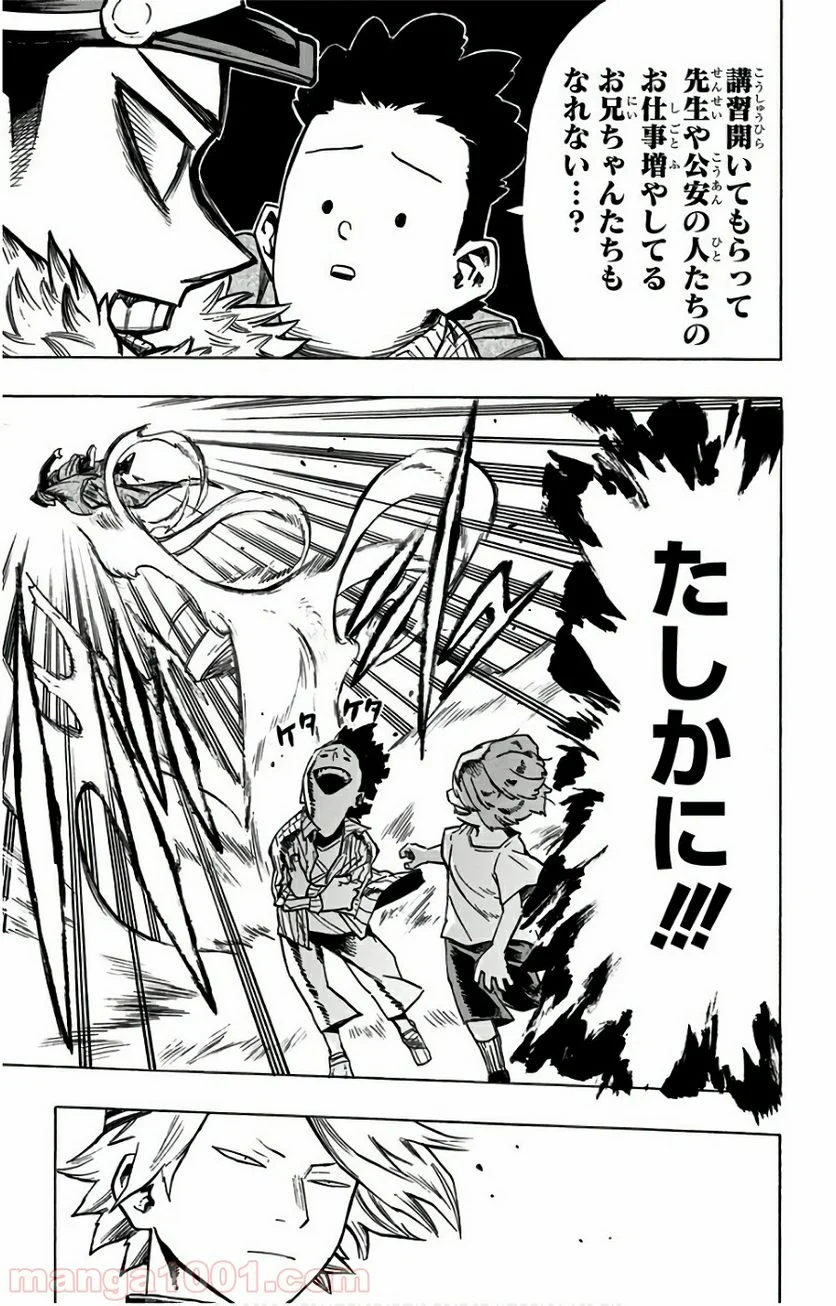 講習開いてもらって
先生や公安の人たちの
お仕事増やしてる
お兄ちゃんたちも
なれない…?
たしかに!!!
ケタ
ケタ
manga1001.com